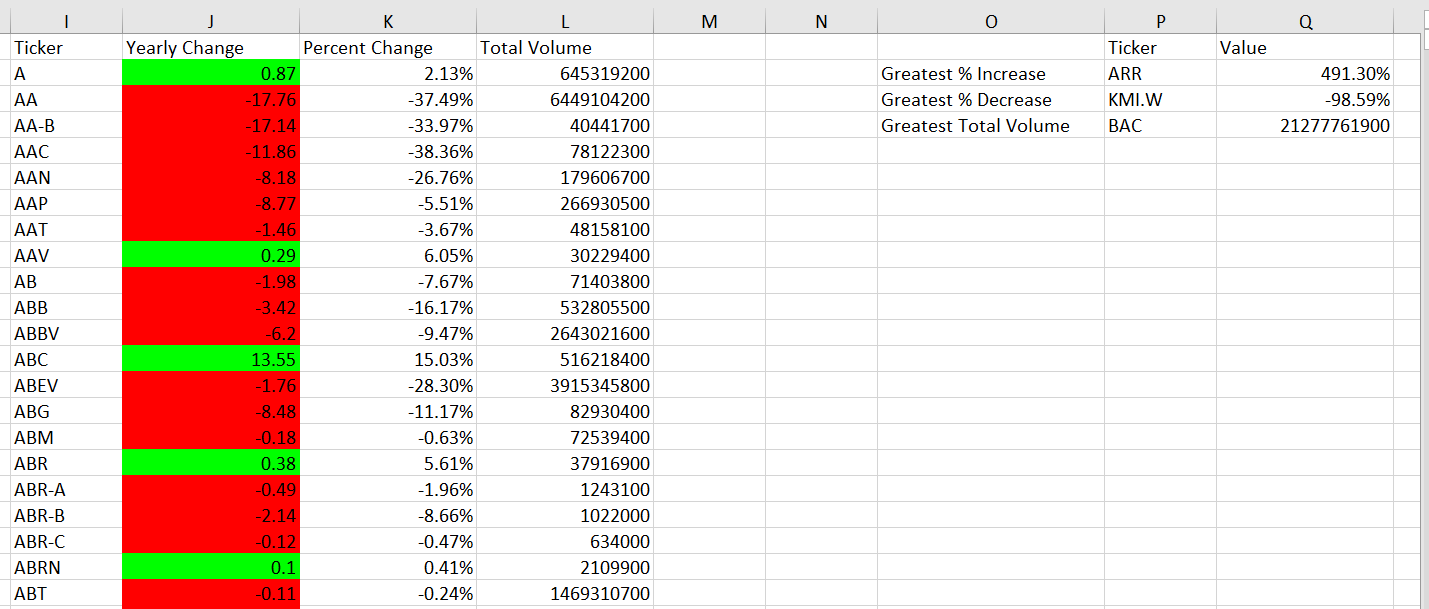 I J K L M N O P Q
Ticker Yearly Change Percent Change Total Volume Ticker Value
A 0.87 2.13% 645319200 Greatest % Increase ARR 491.30%
AA -17.76 -37.49% 6449104200 Greatest % Decrease KMI.W -98.59%
AA-B -17.14 -33.97% 40441700 Greatest Total Volume BAC 21277761900
AAC -11.86 -38.36% 78122300
AAN -8.18 -26.76% 179606700
AAP -8.77 -5.51% 266930500
AAT -1.46 -3.67% 48158100
AAV 0.29 6.05% 30229400
AB -1.98 -7.67% 71403800
ABB -3.42 -16.17% 532805500
ABBV -6.2 -9.47% 2643021600
ABC 13.55 15.03% 516218400
ABEV -1.76 -28.30% 3915345800
ABG -8.48 -11.17% 82930400
ABM -0.18 -0.63% 72539400
ABR 0.38 5.61% 37916900
ABR-A -0.49 -1.96% 1243100
ABR-B -2.14 -8.66% 1022000
ABR-C -0.12 -0.47% 634000
ABRN 0.1 0.41% 2109900
ABT -0.11 -0.24% 1469310700